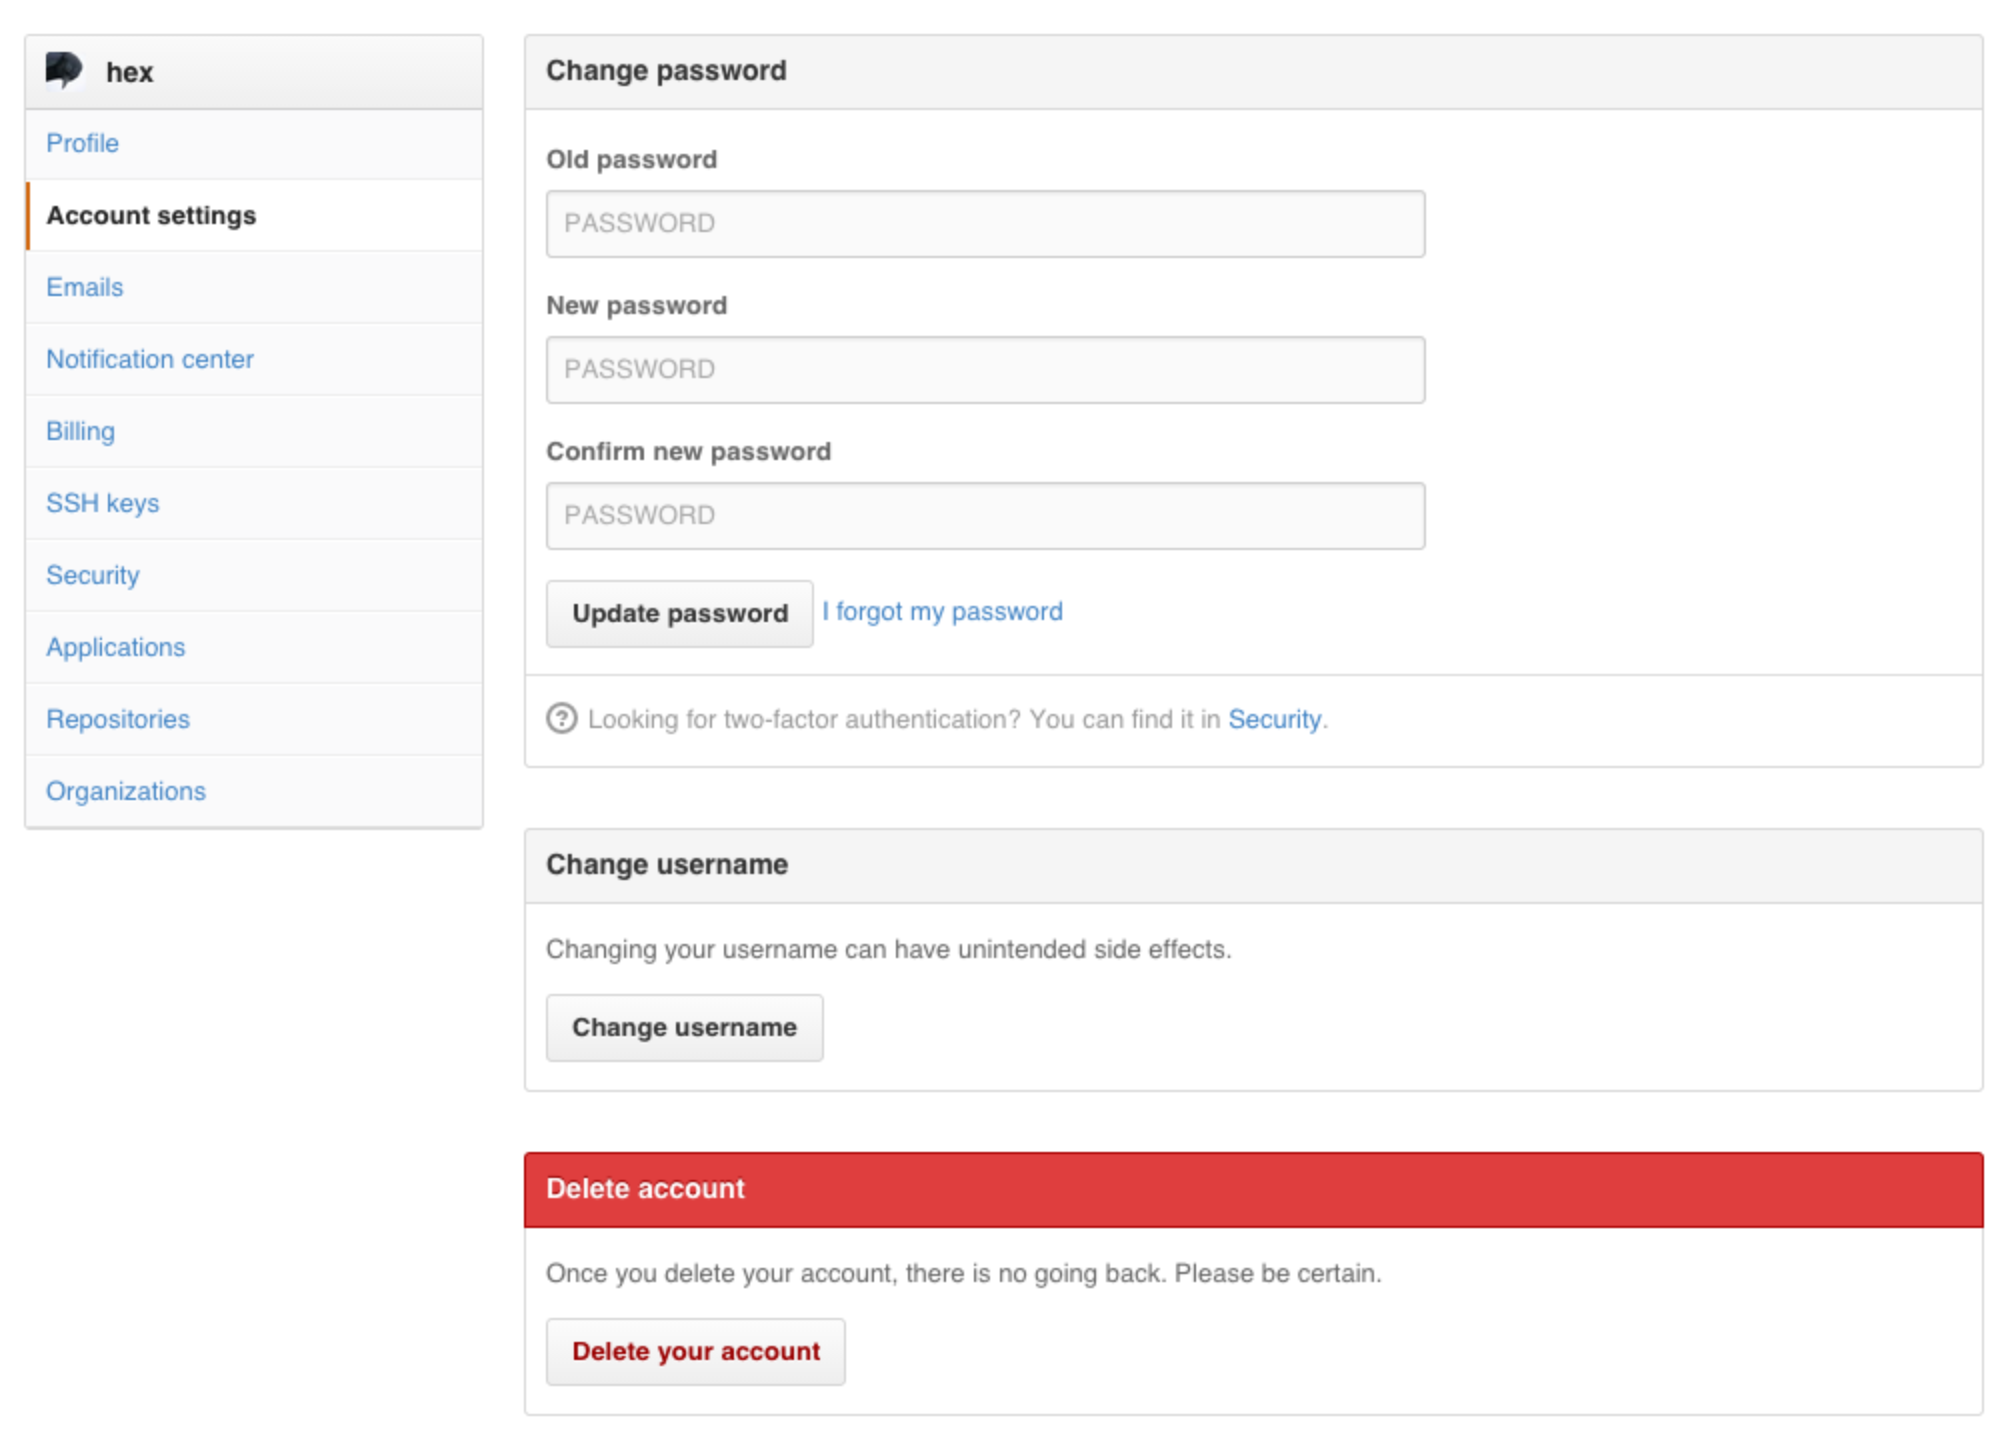 hex
Profile
Account settings
Emails
Notification center
Billing
SSH keys
Security
Applications
Repositories
Organizations
Change password
Old password
PASSWORD
New password
PASSWORD
Confirm new password
PASSWORD
Update password I forgot my password
Looking for two-factor authentication? You can find it in Security.
Change username
Changing your username can have unintended side effects.
Change username
Delete account
Once you delete your account, there is no going back. Please be certain.
Delete your account